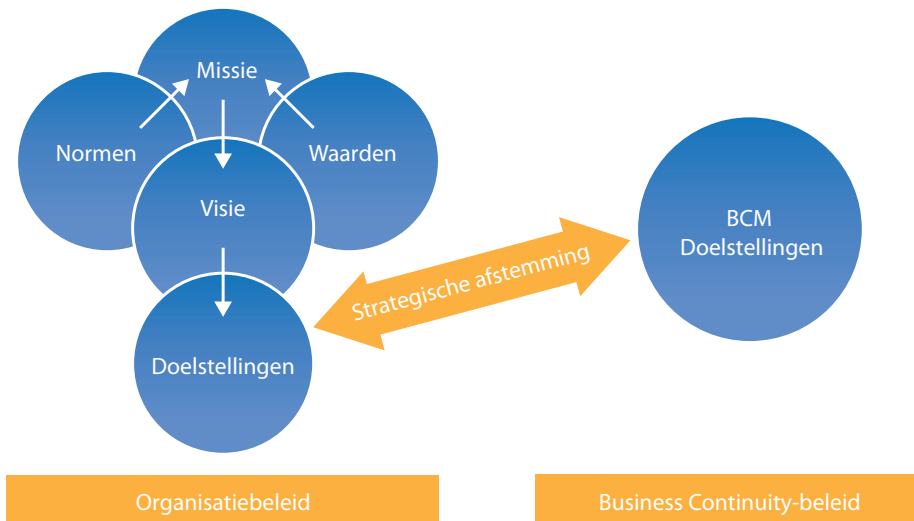 Missie
Normen
Waarden
Visie
BCM
Doelstellingen
Strategische afstemming
Doelstellingen
Organisatiebeleid
Business Continuity-beleid